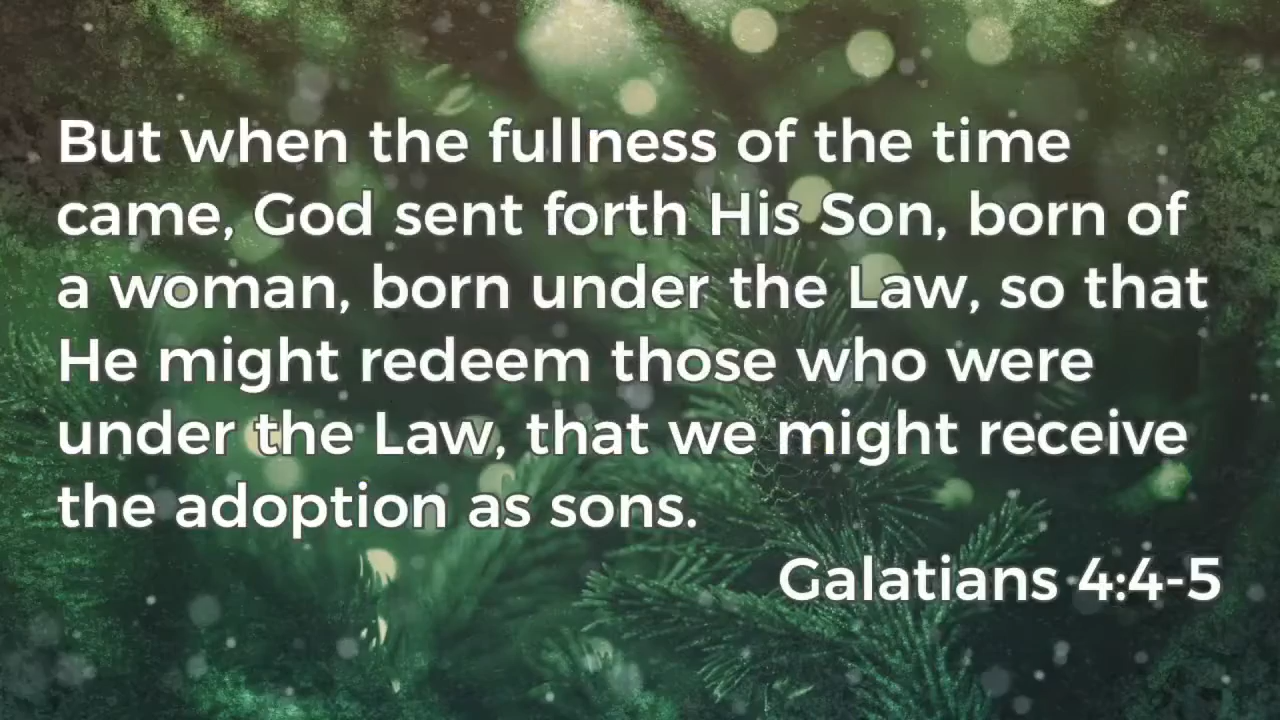 But when the fullness of the time
came, God sent forth His Son, born of
a woman, born under the Law, so that
He might redeem those who were
under the Law, that we might receive
the adoption as sons.
Galatians 4:4-5